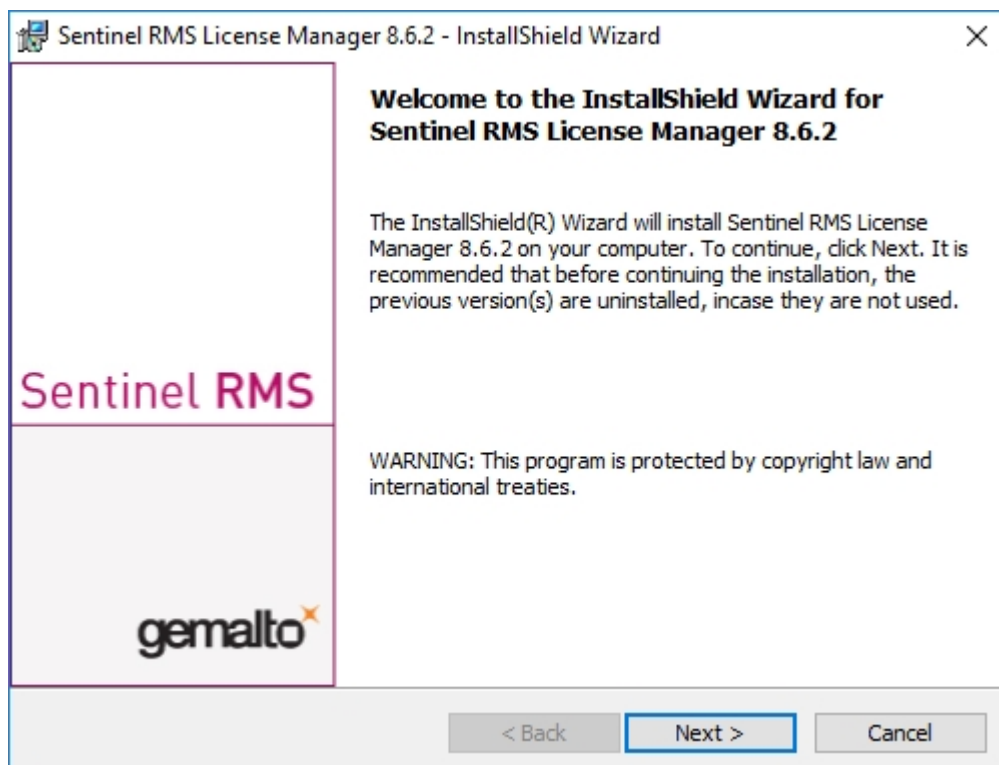 Sentinel RMS License Manager 8.6.2 - InstallShield Wizard
Welcome to the InstallShield Wizard for
Sentinel RMS License Manager 8.6.2
The InstallShield(R) Wizard will install Sentinel RMS License
Manager 8.6.2 on your computer. To continue, click Next. It is
recommended that before continuing the installation, the
previous version(s) are uninstalled, incase they are not used.
Sentinel RMS
WARNING: This program is protected by copyright law and
international treaties.
gemalto
< Back
Next >
Cancel